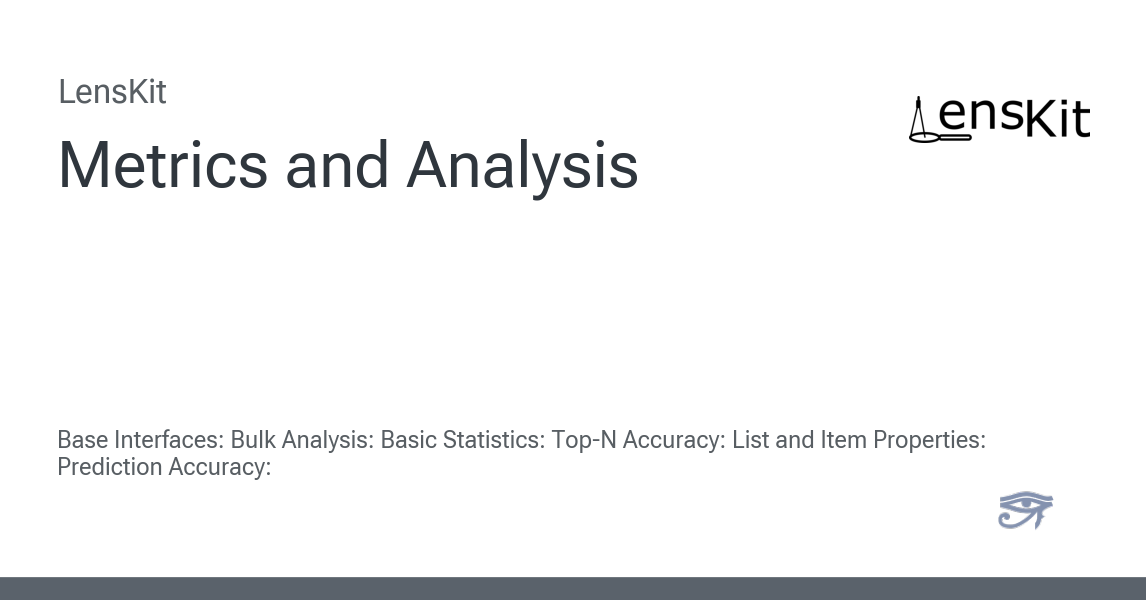 LensKit
LensKit
Metrics and Analysis
Base Interfaces: Bulk Analysis: Basic Statistics: Top-N Accuracy: List and Item Properties:
Prediction Accuracy: